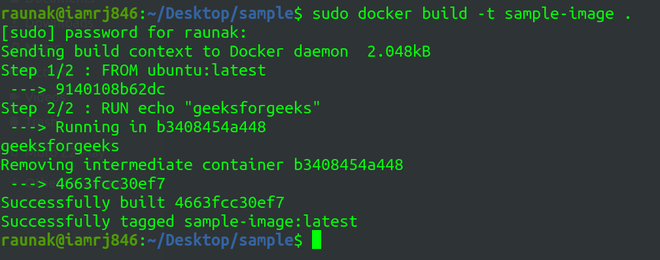 raunak@iamrj846:~/Desktop/sample$ sudo docker build -t sample-image .
[sudo] password for raunak:
Sending build context to Docker daemon  2.048kB
Step 1/2 : FROM ubuntu:latest
 ---> 9140108b62dc
Step 2/2 : RUN echo "geeksforgeeks"
 ---> Running in b3408454a448
geeksforgeeks
Removing intermediate container b3408454a448
 ---> 4663fcc30ef7
Successfully built 4663fcc30ef7
Successfully tagged sample-image:latest
raunak@iamrj846:~/Desktop/sample$